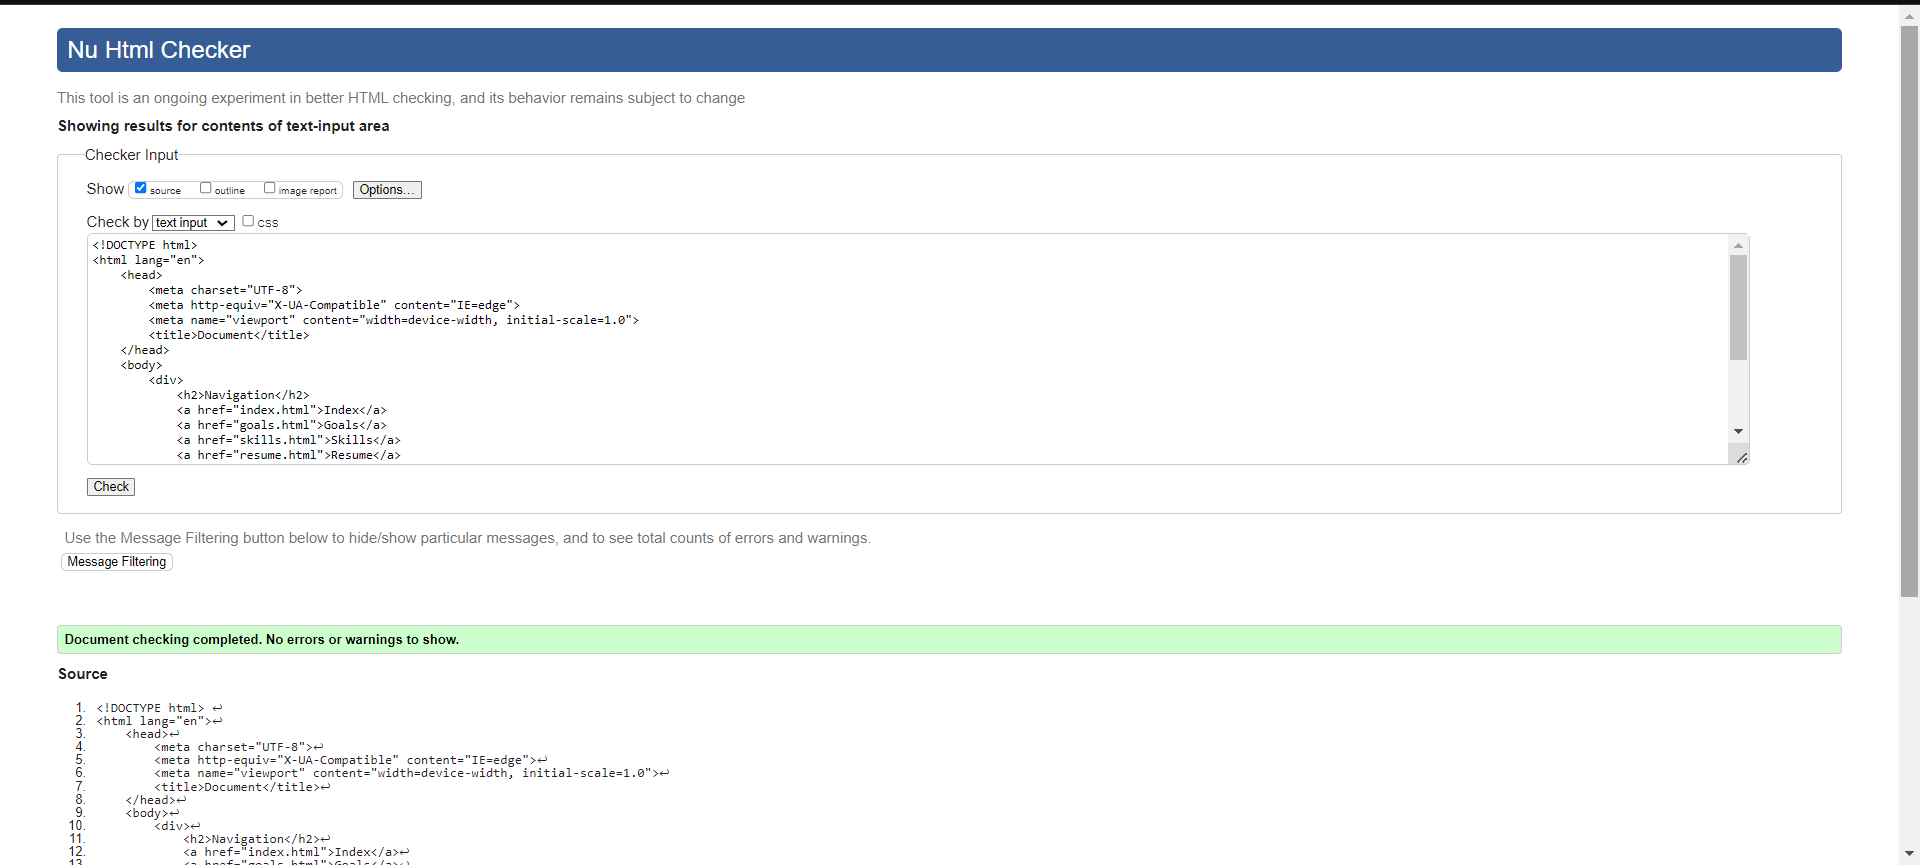 Nu Html Checker
This tool is an ongoing experiment in better HTML checking, and its behavior remains subject to change
Showing results for contents of text-input area
Checker Input
Show source outline image report Options...
Check by text input css
<!DOCTYPE html>
<html lang="en">
    <head>
        <meta charset="UTF-8">
        <meta http-equiv="X-UA-Compatible" content="IE=edge">
        <meta name="viewport" content="width=device-width, initial-scale=1.0">
        <title>Document</title>
    </head>
    <body>
        <div>
            <h2>Navigation</h2>
            <a href="index.html">Index</a>
            <a href="goals.html">Goals</a>
            <a href="skills.html">Skills</a>
            <a href="resume.html">Resume</a>
Check
Use the Message Filtering button below to hide/show particular messages, and to see total counts of errors and warnings.
Message Filtering
Document checking completed. No errors or warnings to show.
Source
1. <!DOCTYPE html> ↩
2. <html lang="en">↩
3.     <head>↩
4.         <meta charset="UTF-8">↩
5.         <meta http-equiv="X-UA-Compatible" content="IE=edge">↩
6.         <meta name="viewport" content="width=device-width, initial-scale=1.0">↩
7.         <title>Document</title>↩
8.     </head>↩
9.     <body>↩
10.         <div>↩
11.             <h2>Navigation</h2>↩
12.             <a href="index.html">Index</a>↩
13.             <a href="goals.html">Goals</a>↩